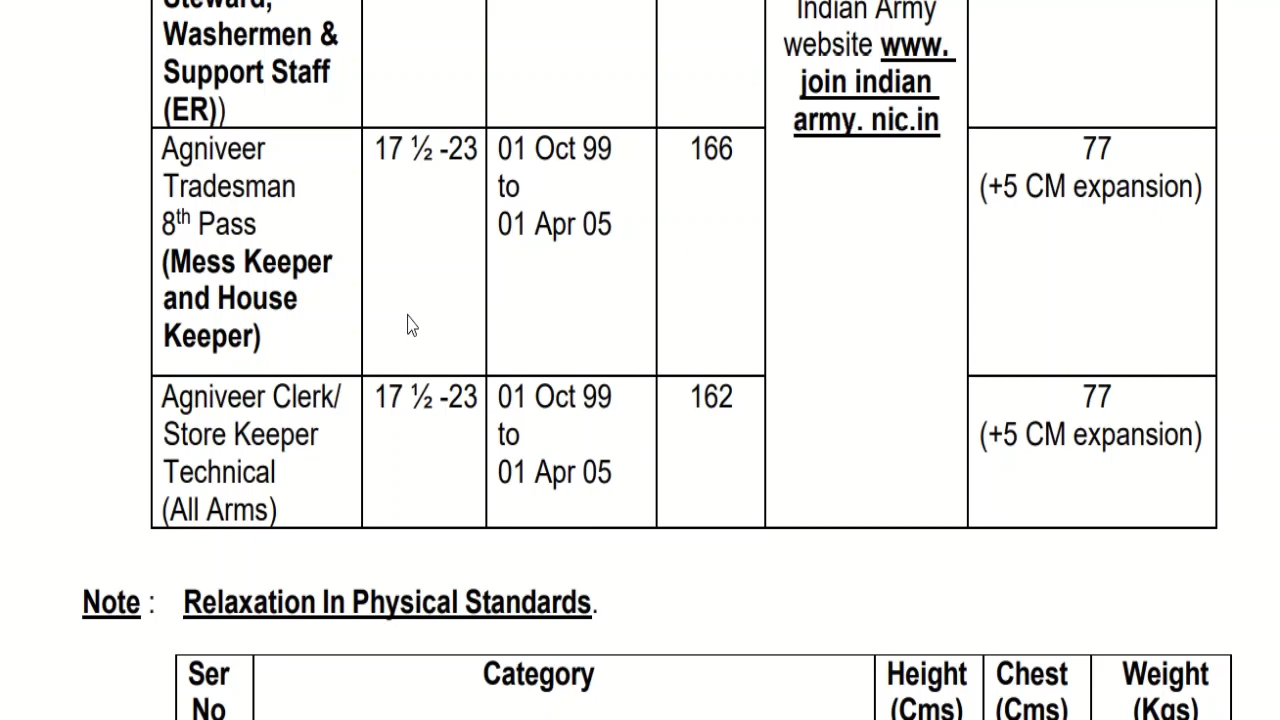 Steward,
Washermen &
Support Staff
(ER))
Indian Army
website www.
join indian
army. nic.in
Agniveer
Tradesman
8th Pass
(Mess Keeper
and House
Keeper)
17 ½ -23
01 Oct 99
to
01 Apr 05
166
77
(+5 CM expansion)
Agniveer Clerk/
Store Keeper
Technical
(All Arms)
17 ½ -23
01 Oct 99
to
01 Apr 05
162
77
(+5 CM expansion)
Note : Relaxation In Physical Standards.
Ser
No
Category
Height
(Cms)
Chest
(Cms)
Weight
(Kgs)